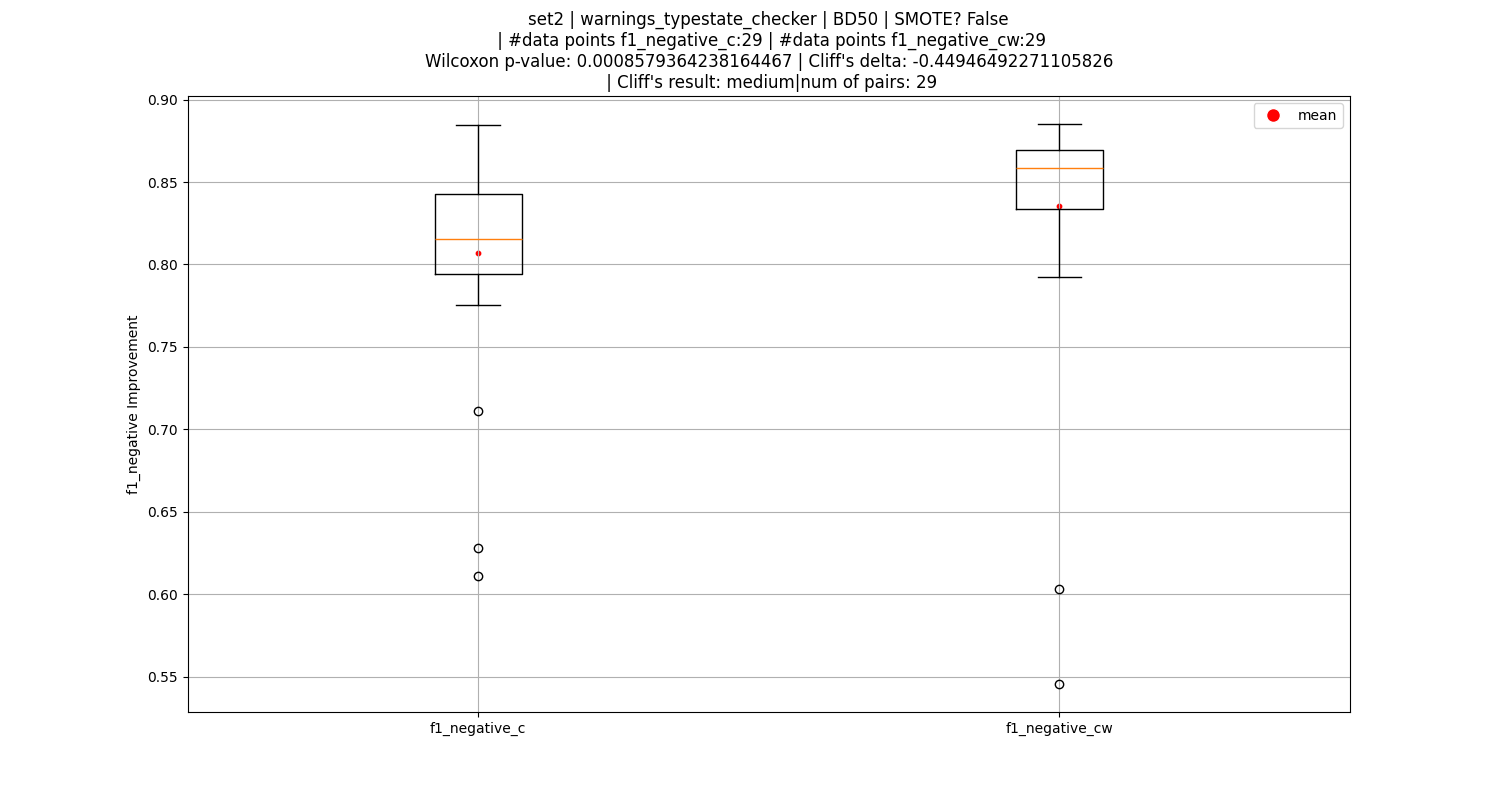 set2 | warnings_typestate_checker | BD50 | SMOTE? False
| #data points f1_negative_c:29 | #data points f1_negative_cw:29
Wilcoxon p-value: 0.0008579364238164467 | Cliff's delta: -0.44946492271105826
| Cliff's result: medium|num of pairs: 29
mean
0.90
0.85
0.80
0.75
0.70
0.65
0.60
0.55
f1_negative Improvement
f1_negative_c
f1_negative_cw